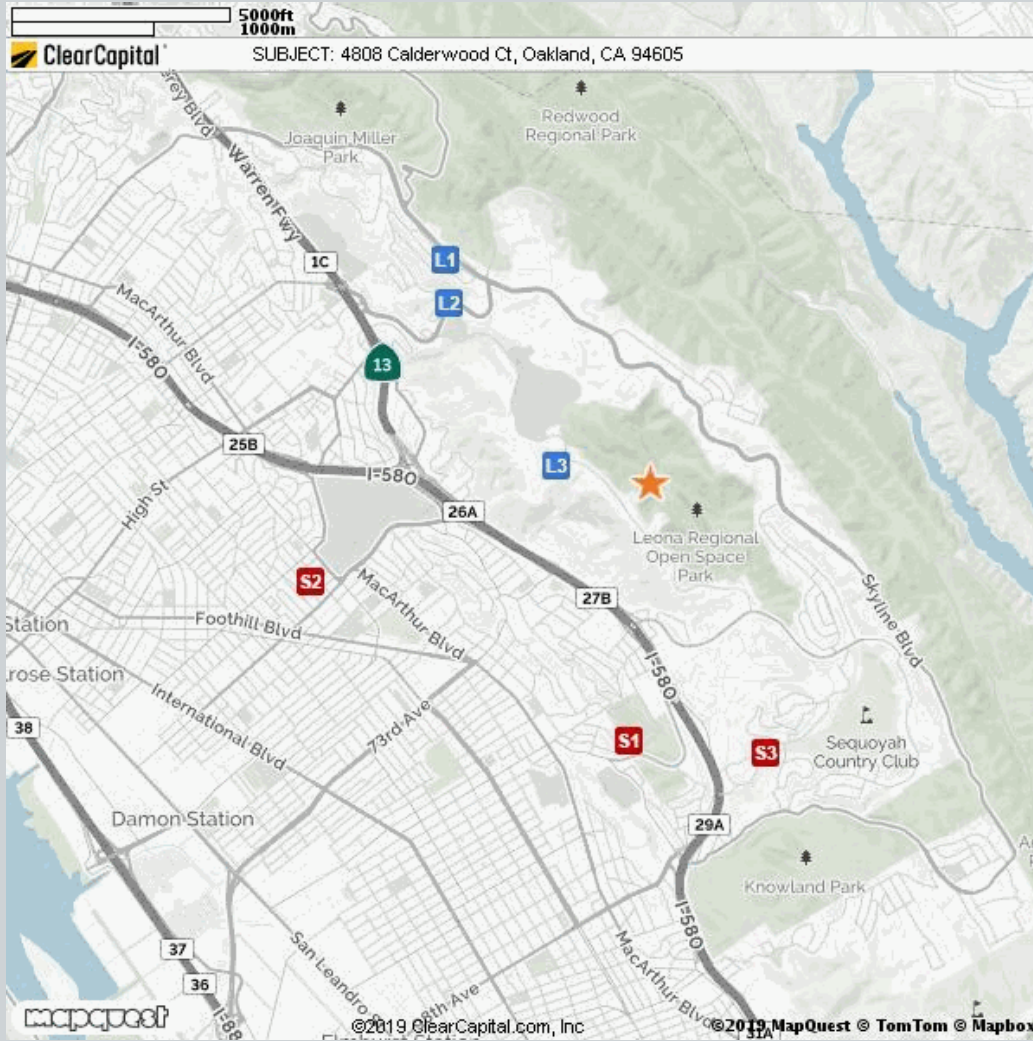 5000ft
1000m
ClearCapital
SUBJECT: 4808 Calderwood Ct, Oakland, CA 94605
Redwood
Regional Park
Joaquin Miller
Park
Warren Fwy
1C
L1
L2
MacArthur Blvd
I-580
13
25B
I-580
L3
High St
26A
Leona Regional
Open Space
Park
S2
MacArthur Blvd
27B
Skyline Blvd
Station
Foothill Blvd
I-580
rose Station
International Blvd
73rd Ave
38
S1
S3
Sequoyah
Country Club
Damon Station
29A
Knowland Park
I-580
37
36
San Leandro
MacArthur Blvd
8th Ave
I-88
31A
mapquest
©2019 ClearCapital.com, Inc
©2019 MapQuest © TomTom © Mapbox